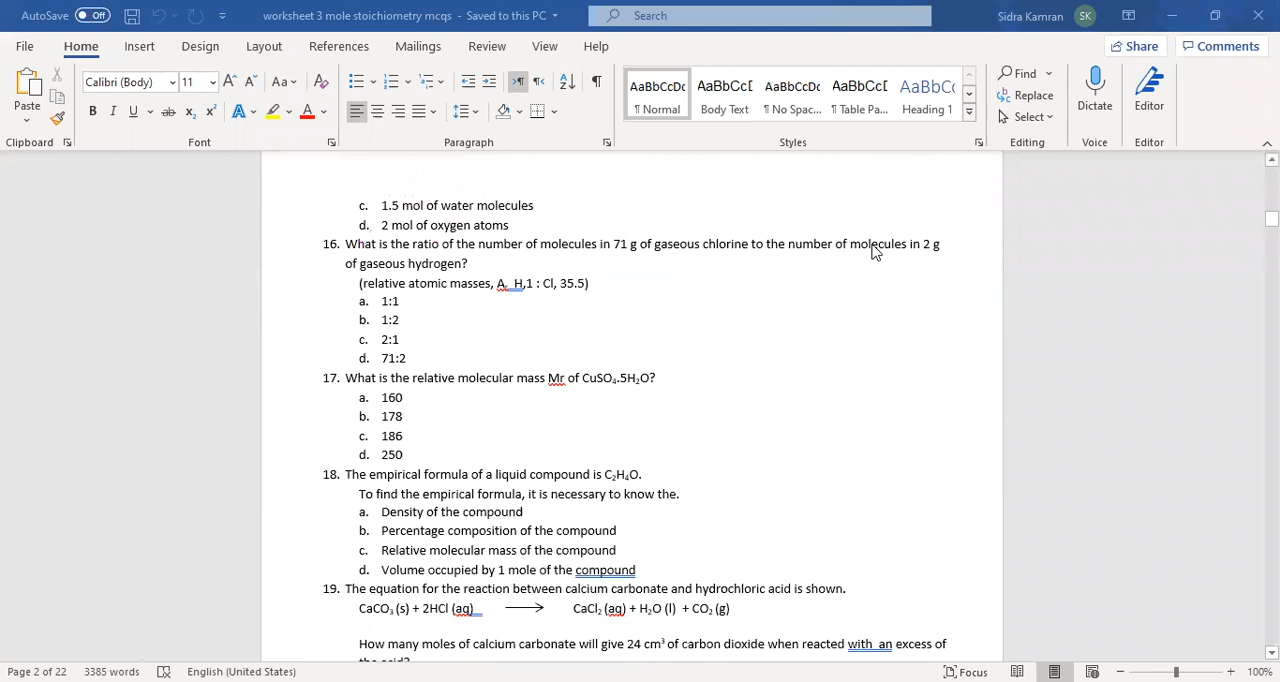 AutoSave Off worksheet 3 mole stoichiometry mcqs - Saved to this PC Search Sidra Kamran SK
File Home Insert Design Layout References Mailings Review View Help Share Comments
Paste Calibri (Body) 11 A A Aa A AaBbCcDc AaBbCcD AaBbCcDc AaBbCcD AaBbCc Find Replace Select Dictate Editor
B I U ab x₂ x² A A ¶ Normal Body Text ¶ No Spac... ¶ Table Pa... Heading 1
Clipboard Font Paragraph Styles Editing Voice Editor
c. 1.5 mol of water molecules
d. 2 mol of oxygen atoms
16. What is the ratio of the number of molecules in 71 g of gaseous chlorine to the number of molecules in 2 g
of gaseous hydrogen?
(relative atomic masses, A, H,1 : Cl, 35.5)
a. 1:1
b. 1:2
c. 2:1
d. 71:2
17. What is the relative molecular mass Mr of CuSO₄.5H₂O?
a. 160
b. 178
c. 186
d. 250
18. The empirical formula of a liquid compound is C₂H₄O.
To find the empirical formula, it is necessary to know the.
a. Density of the compound
b. Percentage composition of the compound
c. Relative molecular mass of the compound
d. Volume occupied by 1 mole of the compound
19. The equation for the reaction between calcium carbonate and hydrochloric acid is shown.
CaCO₃ (s) + 2HCl (aq) ⟶ CaCl₂ (aq) + H₂O (l) + CO₂ (g)
How many moles of calcium carbonate will give 24 cm³ of carbon dioxide when reacted with an excess of
the acid?
Page 2 of 22 3385 words English (United States) Focus 100%